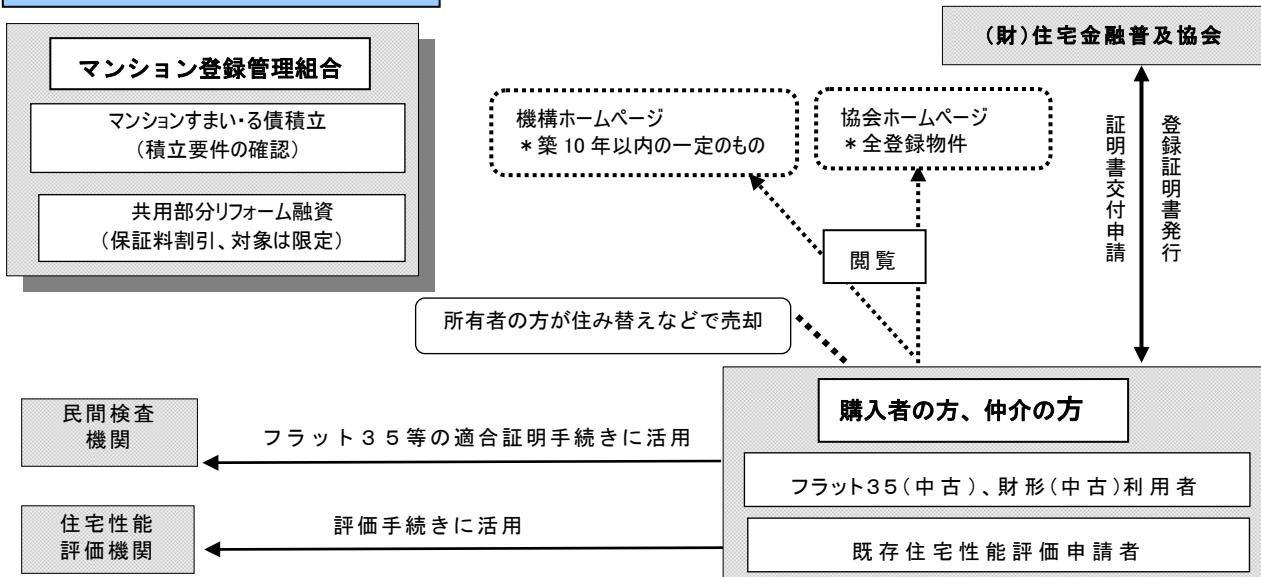 マンション登録管理組合
マンションすまい・る債積立
(積立要件の確認)
共用部分リフォーム融資
(保証料割引、対象は限定)
(財)住宅金融普及協会
機構ホームページ
*築10年以内の一定のもの
協会ホームページ
*全登録物件
証明書交付申請
登録証明書発行
閲覧
所有者の方が住み替えなどで売却
購入者の方、仲介の方
フラット35(中古)、財形(中古)利用者
既存住宅性能評価申請者
民間検査
機関
フラット35等の適合証明手続きに活用
住宅性能
評価機関
評価手続きに活用